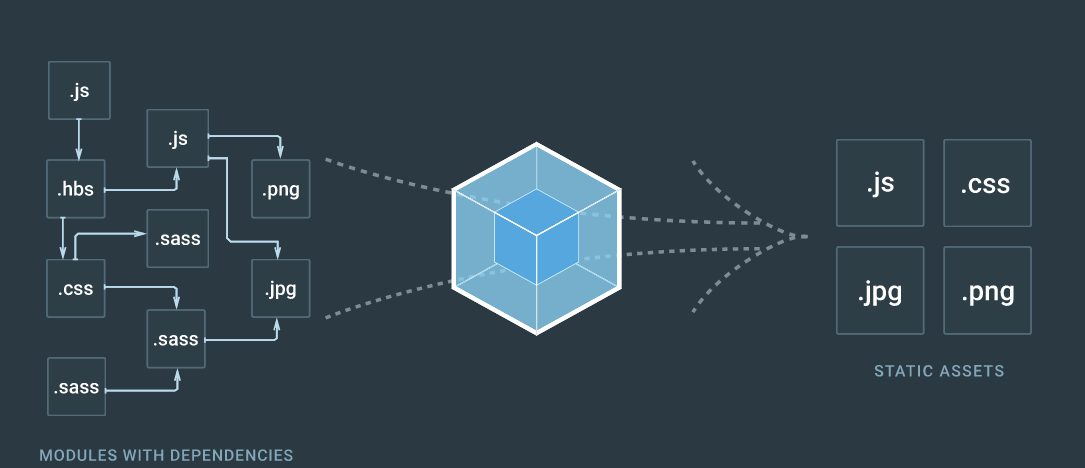 .js
.js
.hbs
.png
.sass
.css
.jpg
.sass
.sass
MODULES WITH DEPENDENCIES
.js
.css
.jpg
.png
STATIC ASSETS